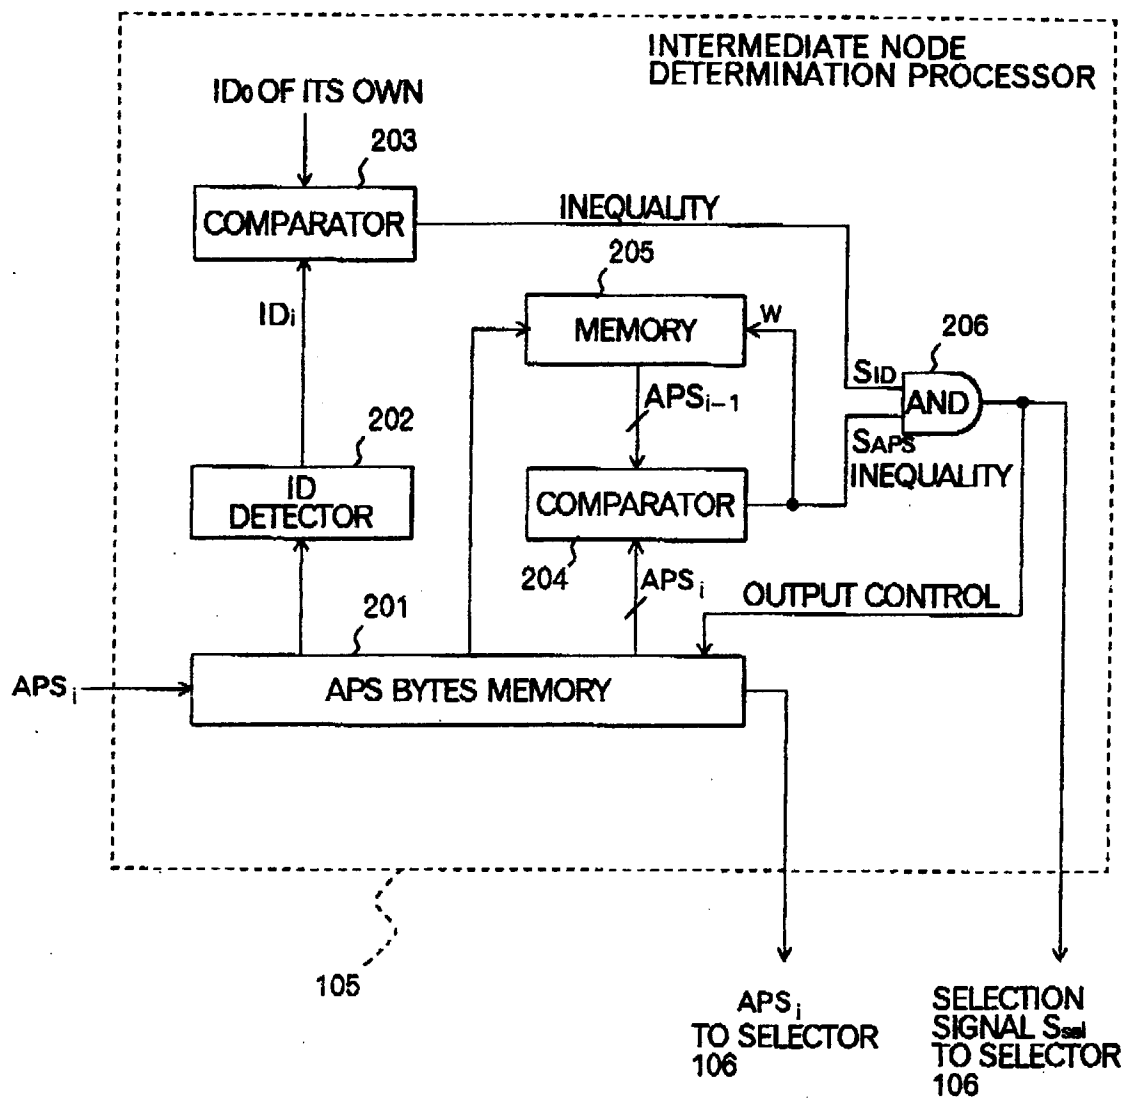 INTERMEDIATE NODE
DETERMINATION PROCESSOR
ID0 OF ITS OWN
203
COMPARATOR
INEQUALITY
205
IDi
MEMORY
W
206
SID
AND
APSi-1
202
SAPS
INEQUALITY
ID
DETECTOR
COMPARATOR
204
APSi
OUTPUT CONTROL
201
APSi
APS BYTES MEMORY
105
APSi
TO SELECTOR
106
SELECTION
SIGNAL Ssel
TO SELECTOR
106